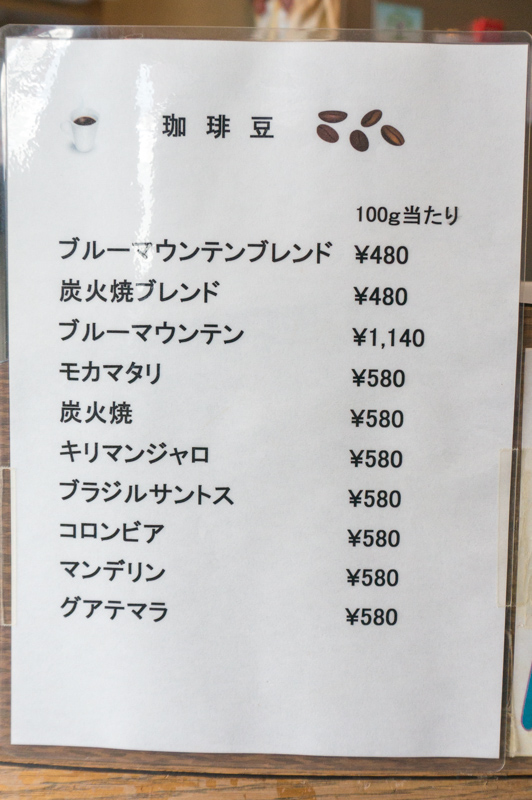 珈琲豆
100g当たり
ブルーマウンテンブレンド ¥480
炭火焼ブレンド ¥480
ブルーマウンテン ¥1,140
モカマタリ ¥580
炭火焼 ¥580
キリマンジャロ ¥580
ブラジルサントス ¥580
コロンビア ¥580
マンデリン ¥580
グアテマラ ¥580